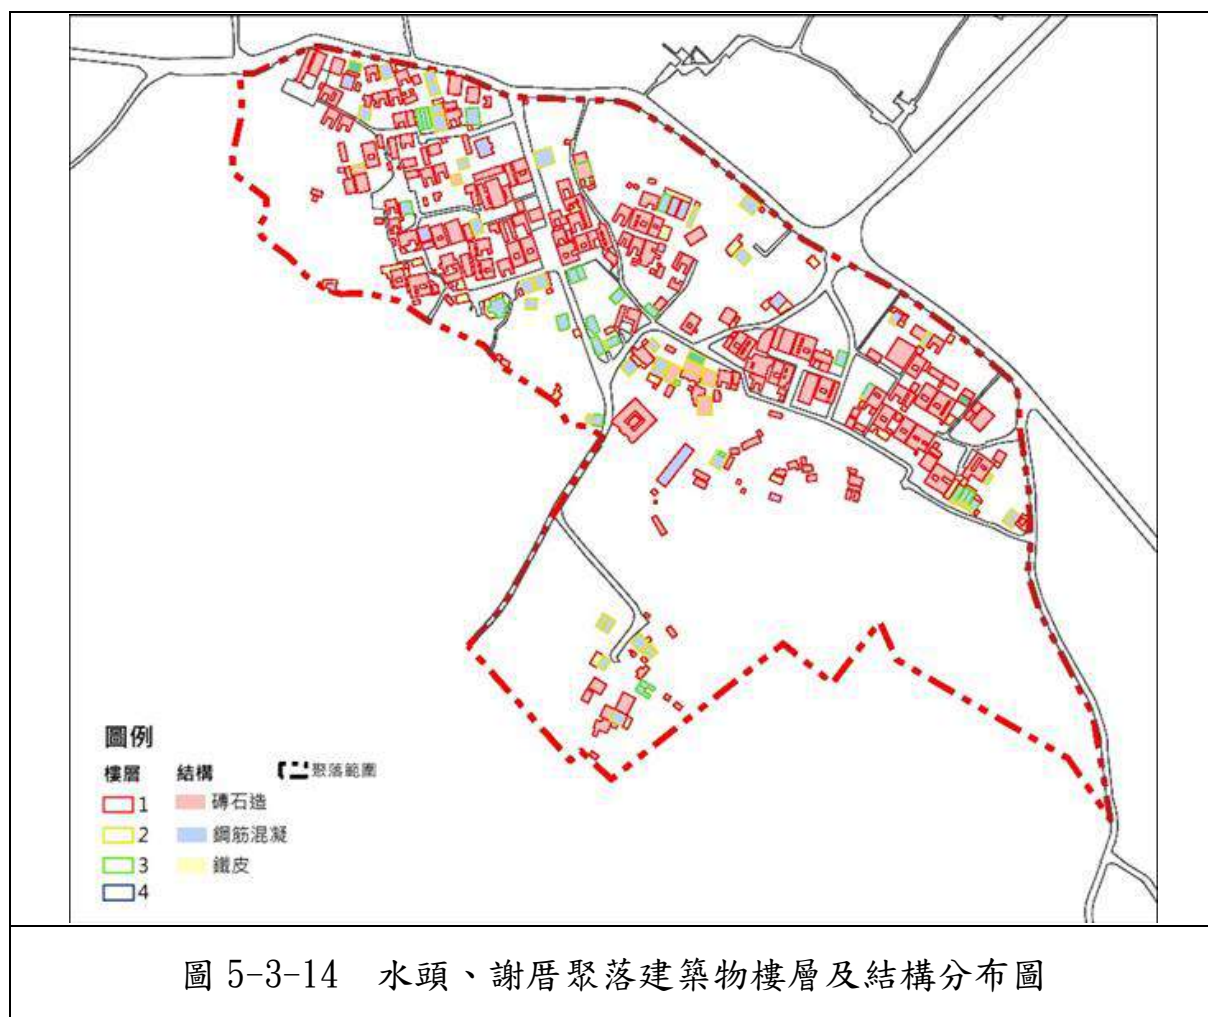 圖例
樓層 結構 聚落範圍
1 磚石造
2 鋼筋混凝
3 鐵皮
4
圖 5-3-14 水頭、謝厝聚落建築物樓層及結構分布圖